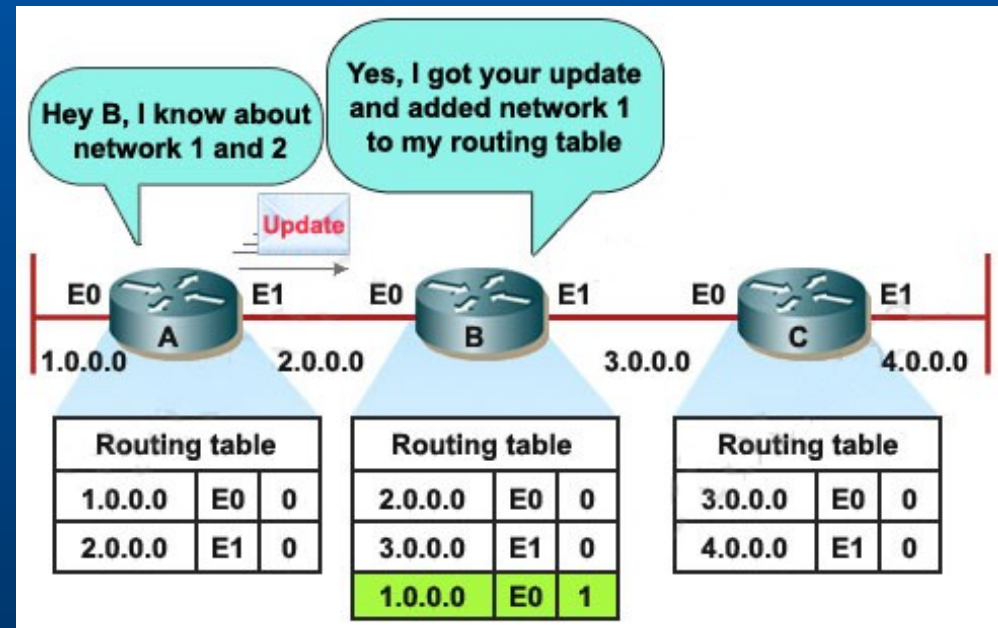 Hey B, I know about
network 1 and 2
Yes, I got your update
and added network 1
to my routing table
Update
E0 E1 E0 E1 E0 E1
A B C
1.0.0.0 2.0.0.0 3.0.0.0 4.0.0.0
Routing table
1.0.0.0 E0 0
2.0.0.0 E1 0
Routing table
2.0.0.0 E0 0
3.0.0.0 E1 0
1.0.0.0 E0 1
Routing table
3.0.0.0 E0 0
4.0.0.0 E1 0